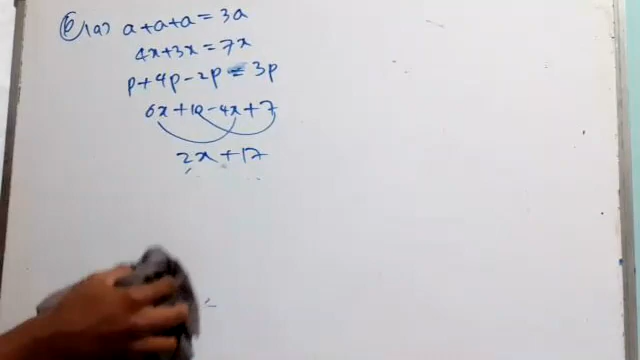 6) (a) a+a+a = 3a
4x+3x = 7x
p+4p-2p = 3p
6x+10-4x+7
2x+17